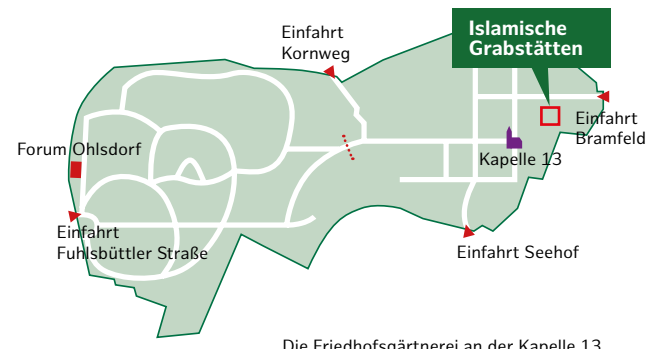 Einfahrt
Kornweg
Islamische
Grabstätten
Einfahrt
Bramfeld
Forum Ohlsdorf
Kapelle 13
Einfahrt
Fuhlsbüttler Straße
Einfahrt Seehof
Die Friedhofsgärtnerei an der Kapelle 13